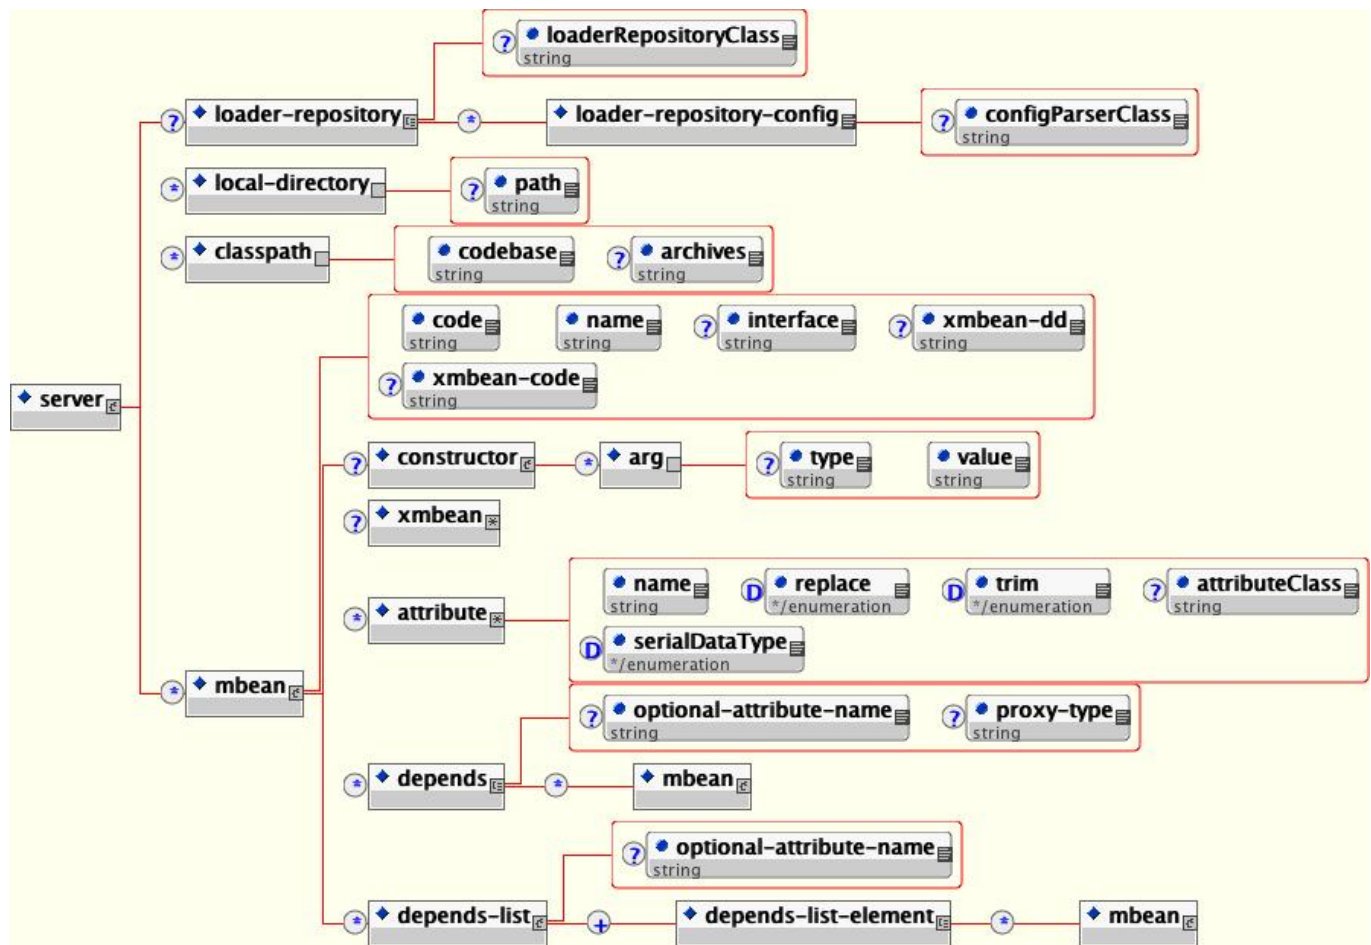 loaderRepositoryClass
string
? loader-repository * loader-repository-config ? configParserClass
string
* local-directory ? path
string
* classpath codebase ? archives
string string
code name ? interface ? xmbean-dd
string string string string
? xmbean-code
string
server
? constructor * arg ? type value
string string
? xmbean
* attribute name D replace D trim ? attributeClass
string */enumeration */enumeration string
D serialDataType
*/enumeration
* mbean
? optional-attribute-name ? proxy-type
string string
* depends * mbean
? optional-attribute-name
string
* depends-list + depends-list-element * mbean